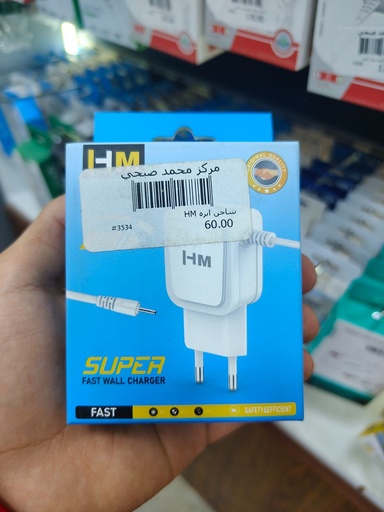 HM
مركز محمد صبحي
شاحن ابره HM
#3534
60.00
HM
SUPER
FAST WALL CHARGER
FAST
SAFETY&EFFICIENT